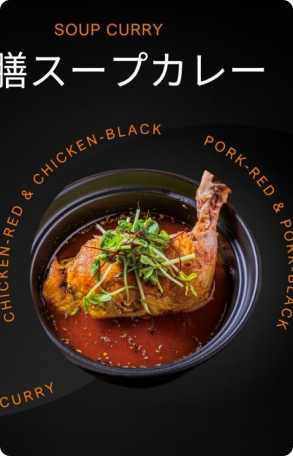 SOUP CURRY
膳スープカレー
CHICKEN-RED & CHICKEN-BLACK
PORK-RED & PORK-BLACK
CURRY